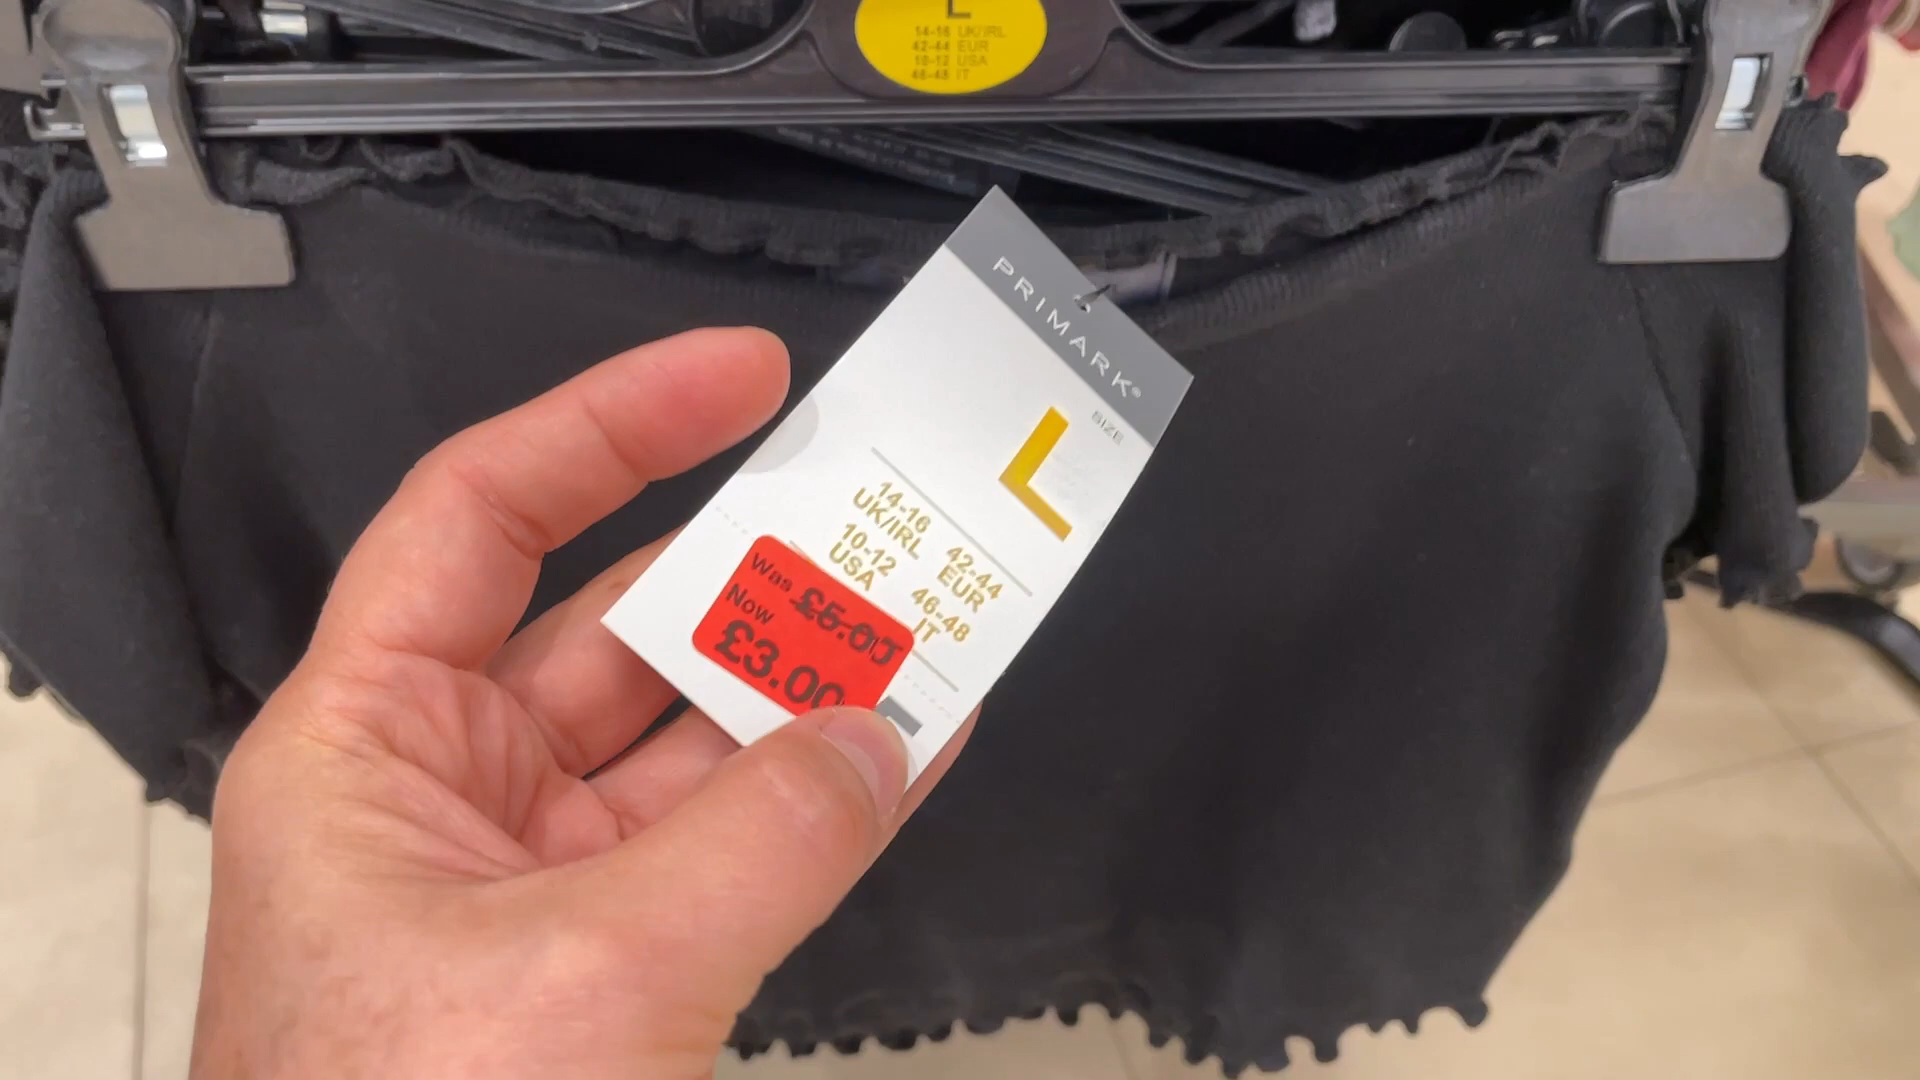 L
14-16 UK/IRL
42-44 EUR
10-12 USA
46-48 IT
PRIMARK®
SIZE
L
14-16
UK/IRL
42-44
EUR
10-12
USA
46-48
IT
Was £5.00
Now
£3.00